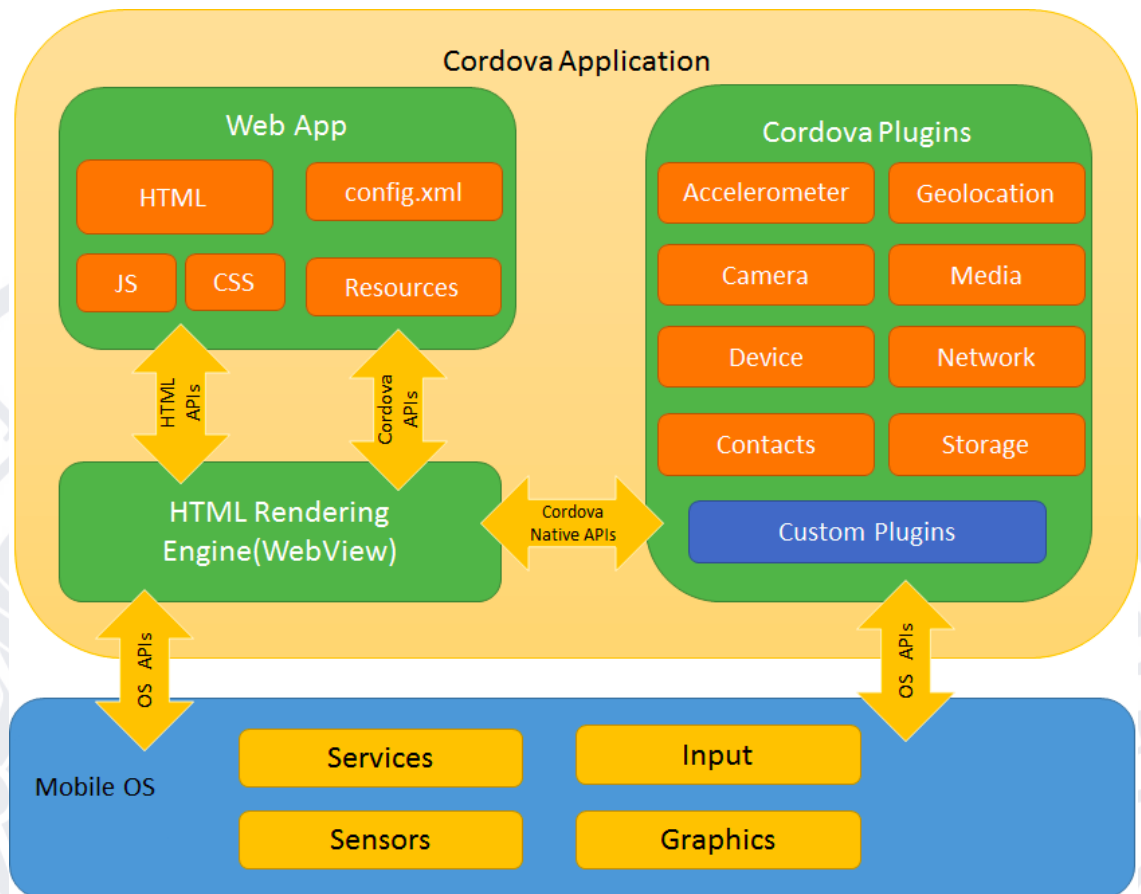 Cordova Application
Web App
HTML
config.xml
JS
CSS
Resources
HTML
APIs
Cordova
APIs
HTML Rendering
Engine(WebView)
Cordova
Native APIs
Cordova Plugins
Accelerometer
Geolocation
Camera
Media
Device
Network
Contacts
Storage
Custom Plugins
OS APIs
OS APIs
Mobile OS
Services
Input
Sensors
Graphics